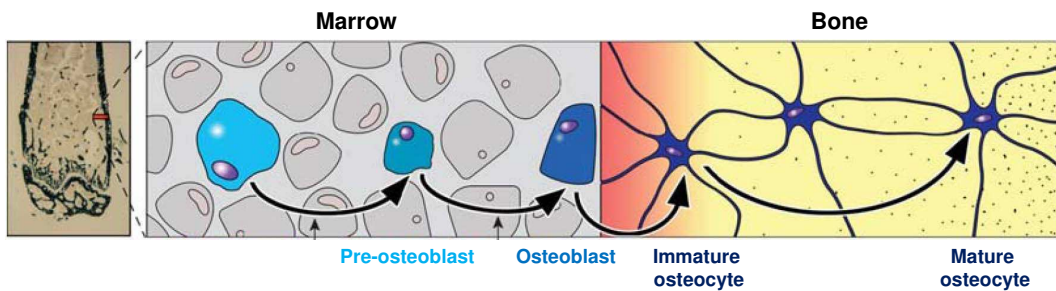 Marrow
Bone
Pre-osteoblast
Osteoblast
Immature
osteocyte
Mature
osteocyte